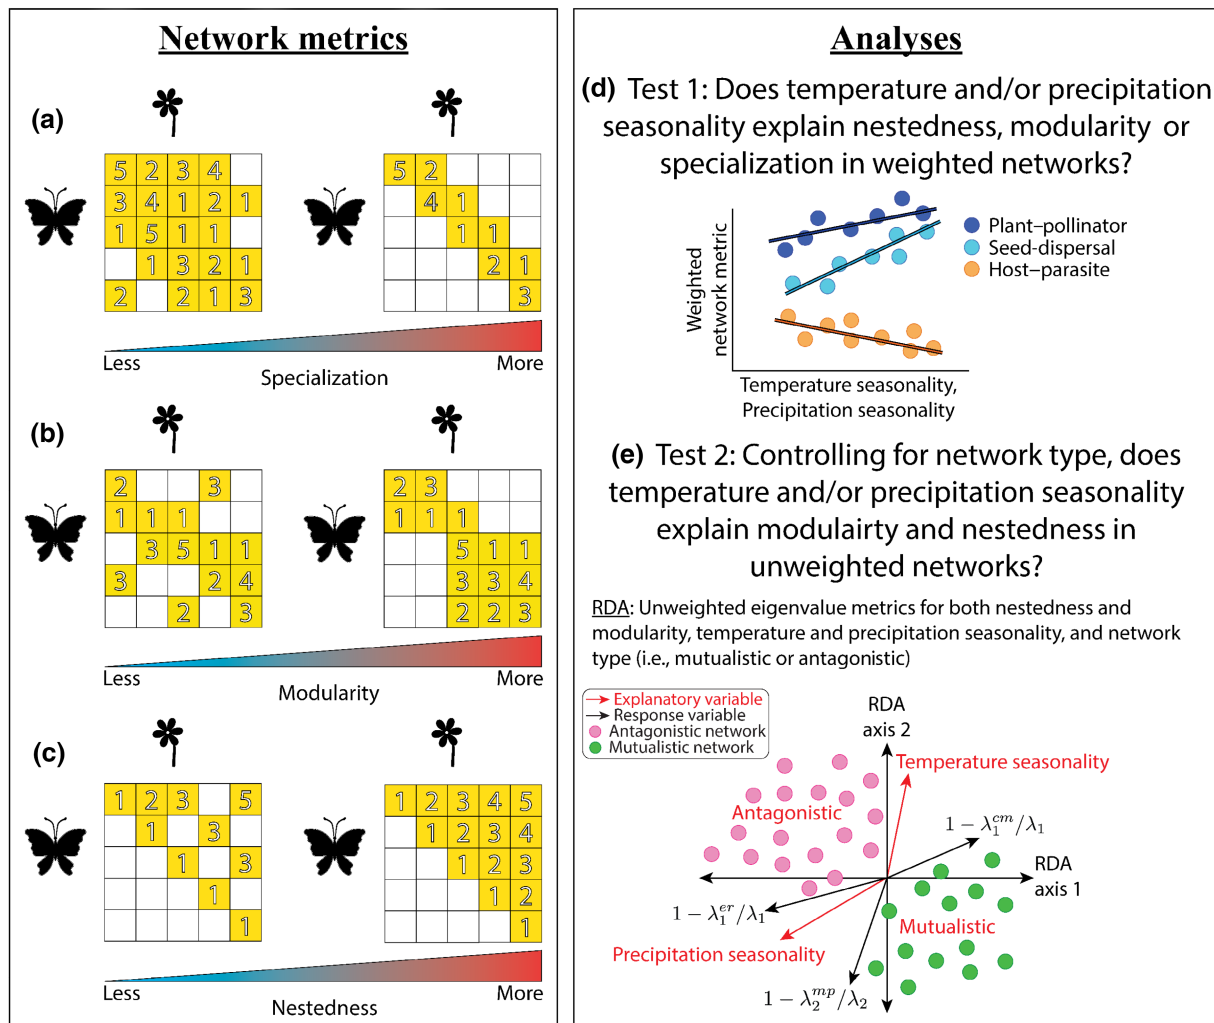 Network metrics
(a)
5 2 3 4
3 4 1 2 1
1 5 1 1
1 3 2 1
2 2 1 3
5 2
4 1
1 1
2 1
3
Less
More
Specialization
(b)
2 3
1 1 1
3 5 1 1
3 2 4
2 3
2 3
1 1 1
5 1 1
3 3 4
2 2 3
Less
More
Modularity
(c)
1 2 3 5
1 3
1 3
1
1
1 2 3 4 5
1 2 3 4
1 2 3
1 2
1
Less
More
Nestedness
Analyses
(d) Test 1: Does temperature and/or precipitation
seasonality explain nestedness, modularity or
specialization in weighted networks?
Weighted
network metric
Plant–pollinator
Seed-dispersal
Host–parasite
Temperature seasonality,
Precipitation seasonality
(e) Test 2: Controlling for network type, does
temperature and/or precipitation seasonality
explain modulairty and nestedness in
unweighted networks?
RDA: Unweighted eigenvalue metrics for both nestedness and
modularity, temperature and precipitation seasonality, and network
type (i.e., mutualistic or antagonistic)
Explanatory variable
Response variable
Antagonistic network
Mutualistic network
RDA
axis 2
Temperature seasonality
Antagonistic
1 − λ₁^{cm}/λ₁
RDA
axis 1
1 − λ₁^{er}/λ₁
Mutualistic
Precipitation seasonality
1 − λ₂^{mp}/λ₂